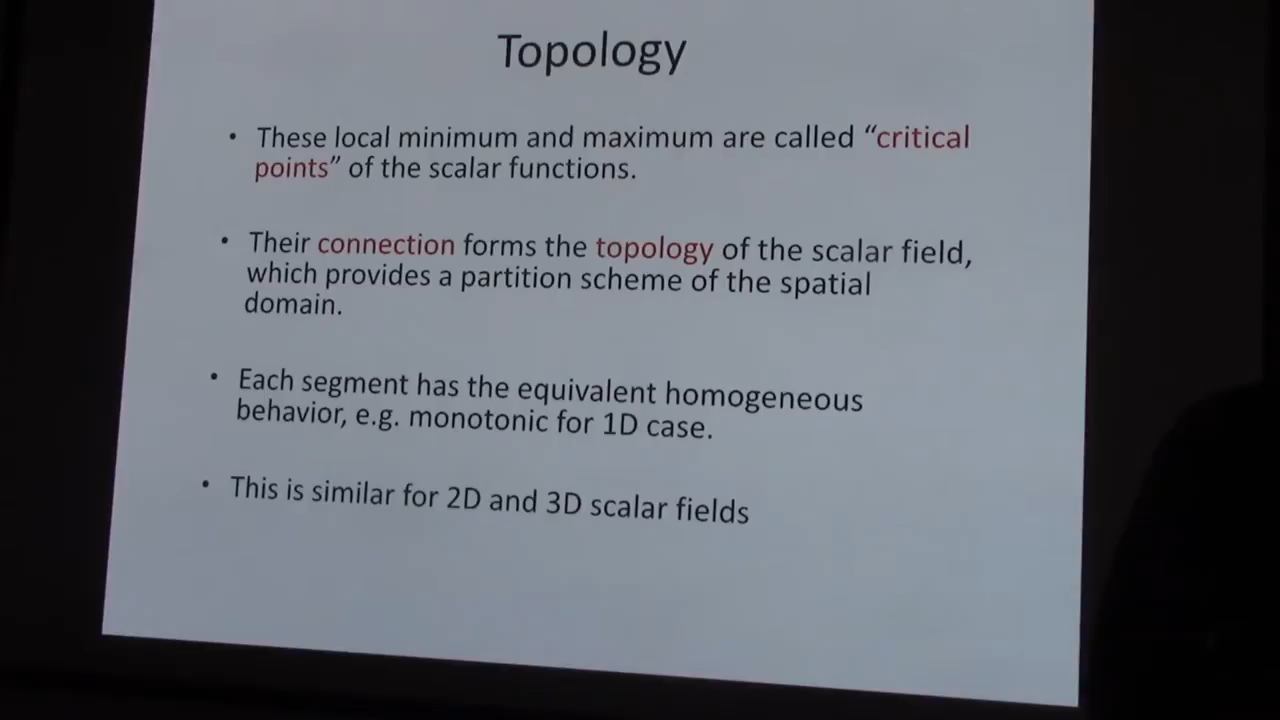 Topology
• These local minimum and maximum are called “critical
points” of the scalar functions.
• Their connection forms the topology of the scalar field,
which provides a partition scheme of the spatial
domain.
• Each segment has the equivalent homogeneous
behavior, e.g. monotonic for 1D case.
• This is similar for 2D and 3D scalar fields